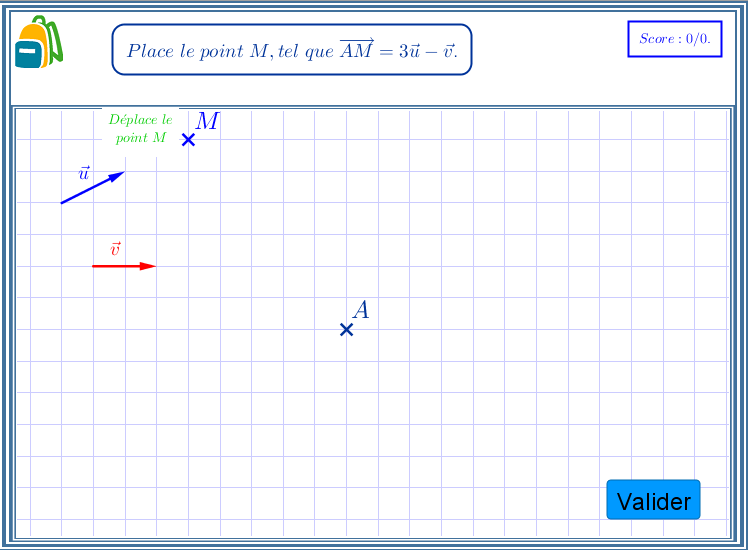 Place le point M, tel que $\overrightarrow{AM} = 3\vec{u} - \vec{v}$.
Score : 0/0.
Déplace le
point M
M
$\vec{u}$
$\vec{v}$
A
Valider